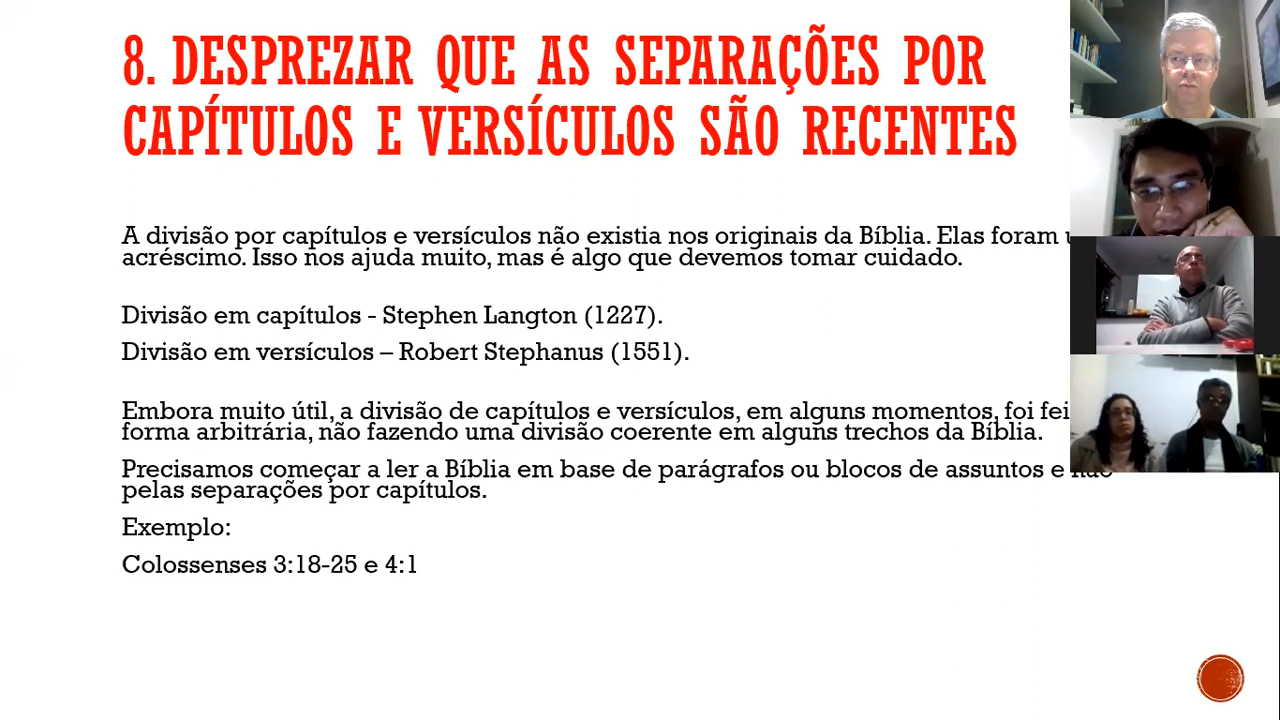 8. DESPREZAR QUE AS SEPARAÇÕES POR
CAPÍTULOS E VERSÍCULOS SÃO RECENTES
A divisão por capítulos e versículos não existia nos originais da Bíblia. Elas foram
acréscimo. Isso nos ajuda muito, mas é algo que devemos tomar cuidado.
Divisão em capítulos - Stephen Langton (1227).
Divisão em versículos – Robert Stephanus (1551).
Embora muito útil, a divisão de capítulos e versículos, em alguns momentos, foi
forma arbitrária, não fazendo uma divisão coerente em alguns trechos da Bíblia.
Precisamos começar a ler a Bíblia em base de parágrafos ou blocos de assuntos e não
pelas separações por capítulos.
Exemplo:
Colossenses 3:18-25 e 4:1